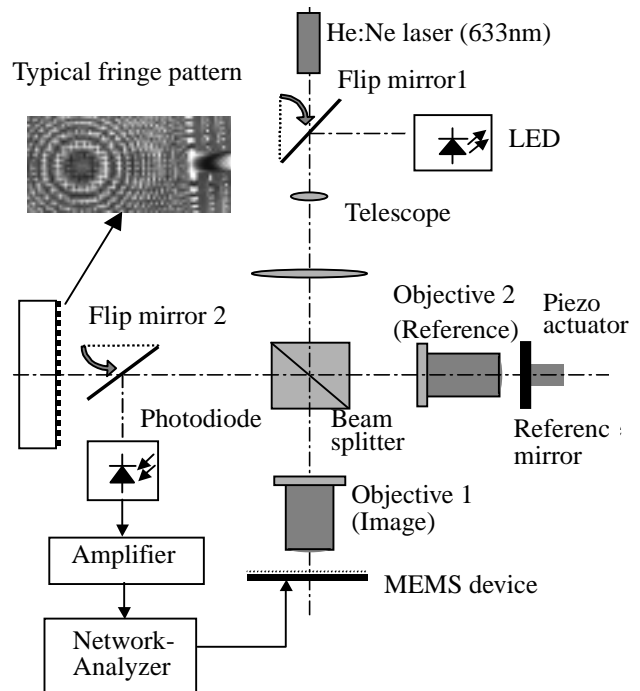 He:Ne laser (633nm)
Typical fringe pattern
Flip mirror1
LED
Telescope
Flip mirror 2
Objective 2
(Reference)
Piezo
actuator
Photodiode
Beam
splitter
Referenc
mirror
Objective 1
(Image)
Amplifier
MEMS device
Network-
Analyzer